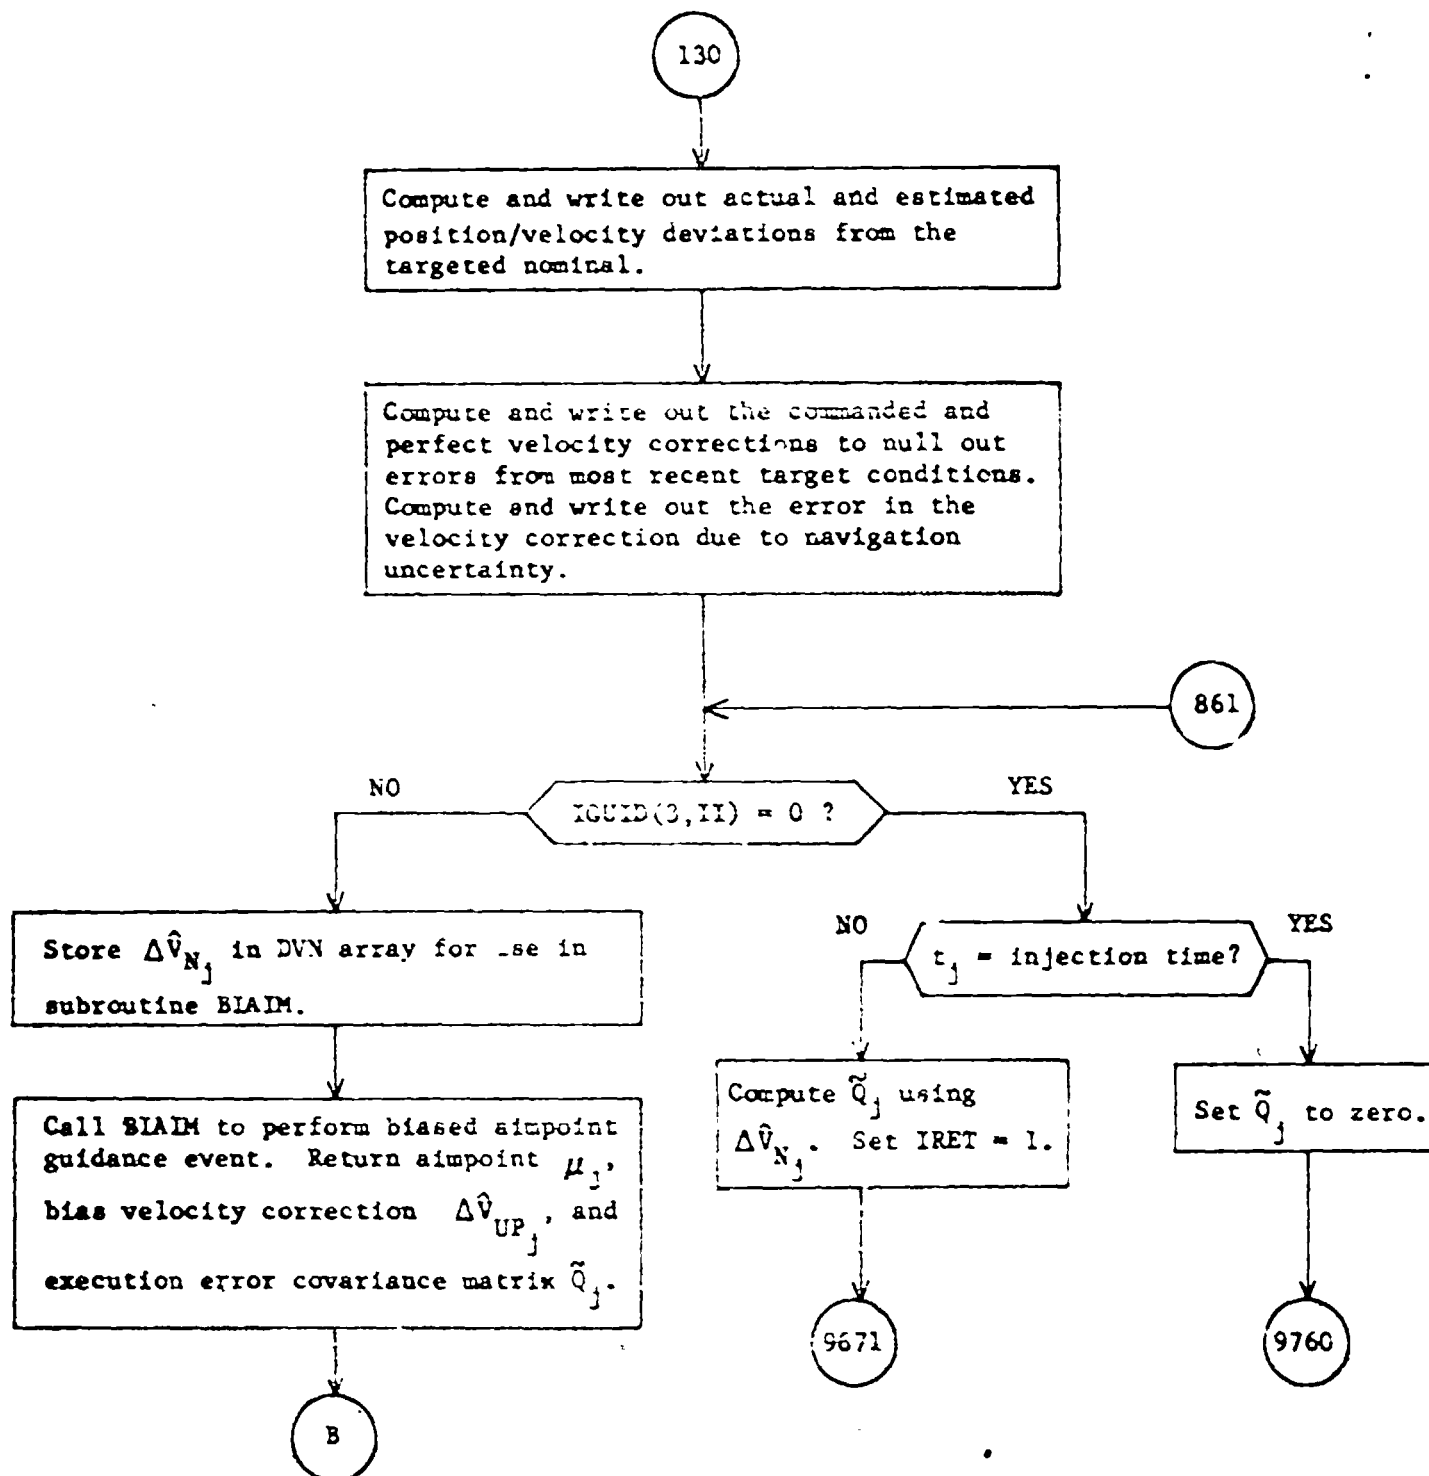 130
Compute and write out actual and estimated
position/velocity deviations from the
targeted nominal.
Compute and write out the commanded and
perfect velocity corrections to null out
errors from most recent target conditions.
Compute and write out the error in the
velocity correction due to navigation
uncertainty.
861
NO
YES
IGUID(3,II) = 0 ?
Store ΔV̂_{N_j} in DVN array for use in
subroutine BIAIM.
NO
YES
t_j = injection time?
Call BIAIM to perform biased aimpoint
guidance event. Return aimpoint μ_j,
bias velocity correction ΔV̂_{UP_j}, and
execution error covariance matrix Q̃_j.
Compute Q̃_j using
ΔV̂_{N_j}. Set IRET = 1.
Set Q̃_j to zero.
9671
9760
B